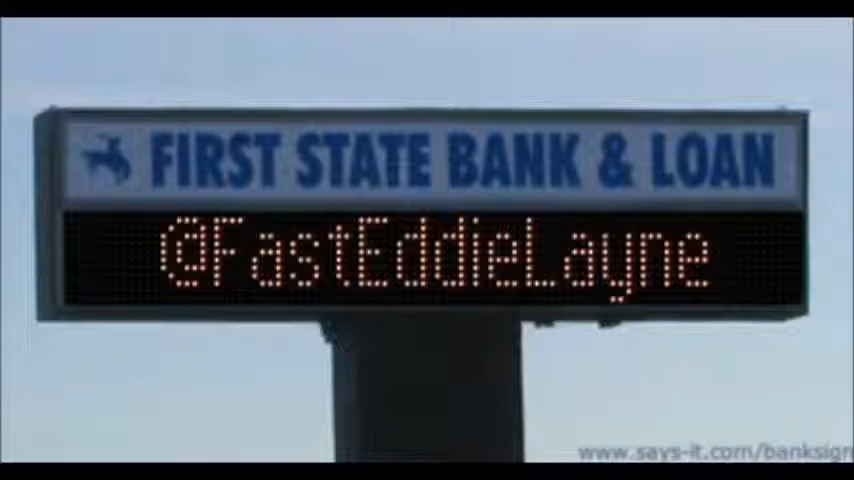 FIRST STATE BANK & LOAN
@FastEddieLayne
www.says-it.com/banksign